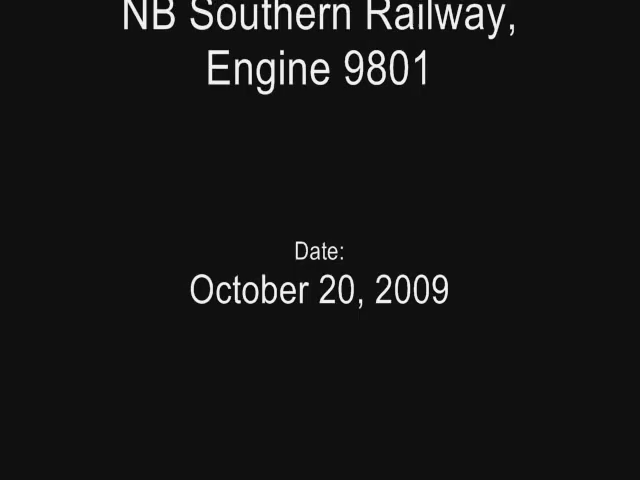 NB Southern Railway,
Engine 9801
Date:
October 20, 2009